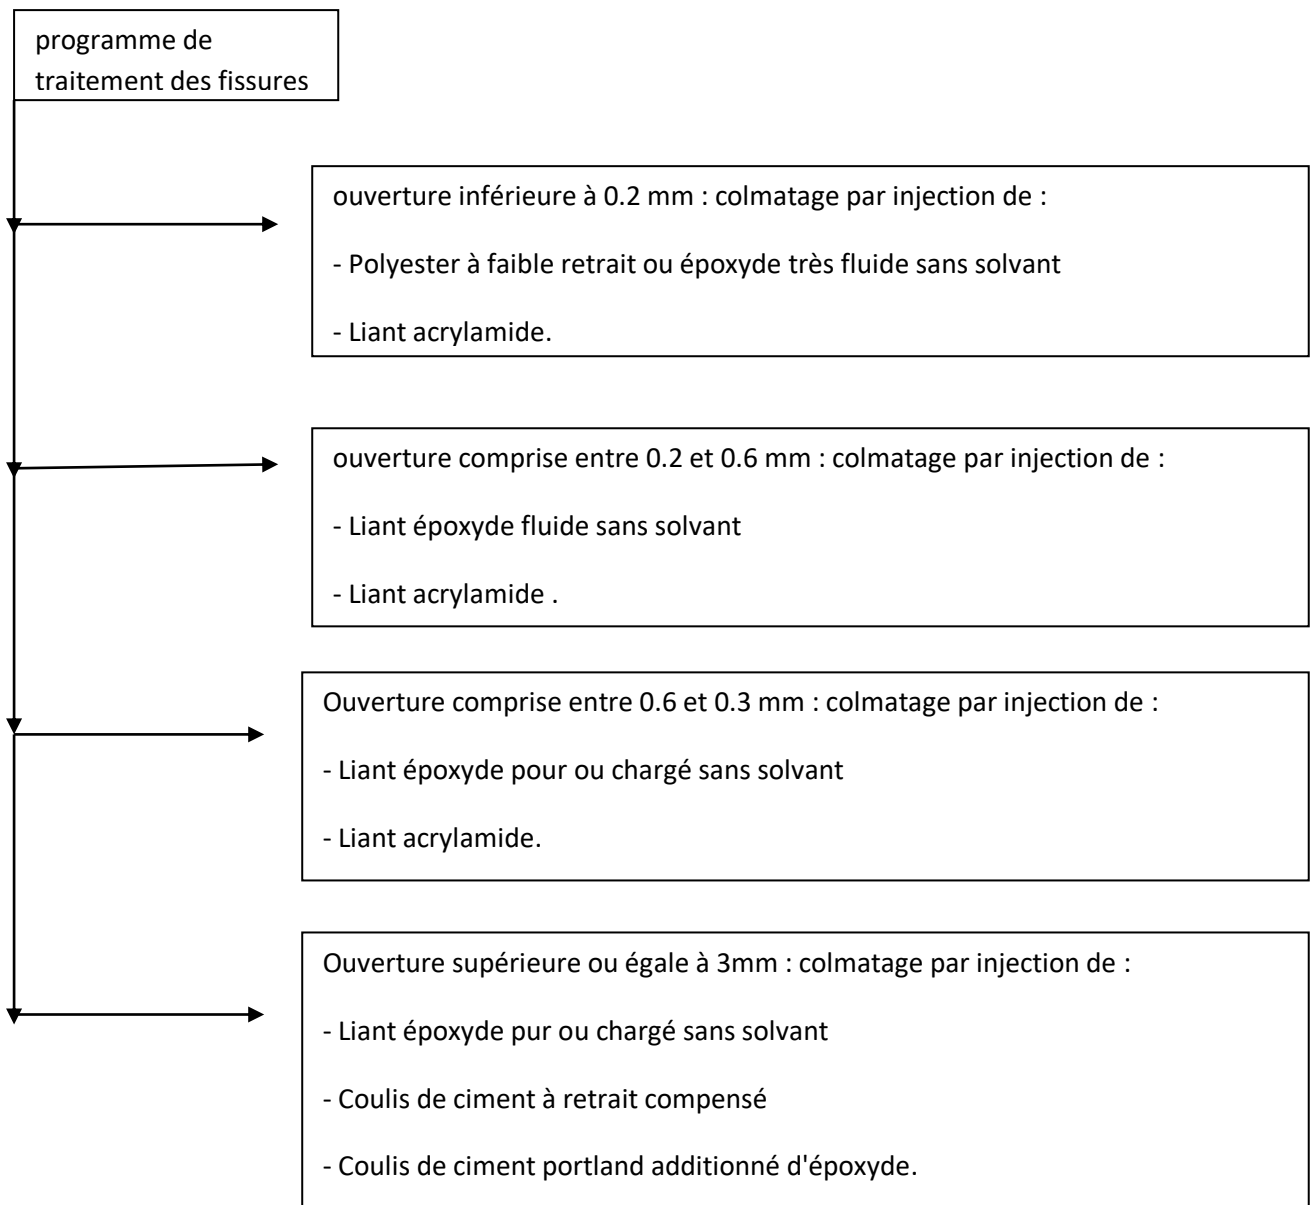 programme de
traitement des fissures
ouverture inférieure à 0.2 mm : colmatage par injection de :
- Polyester à faible retrait ou époxyde très fluide sans solvant
- Liant acrylamide.
ouverture comprise entre 0.2 et 0.6 mm : colmatage par injection de :
- Liant époxyde fluide sans solvant
- Liant acrylamide .
Ouverture comprise entre 0.6 et 0.3 mm : colmatage par injection de :
- Liant époxyde pour ou chargé sans solvant
- Liant acrylamide.
Ouverture supérieure ou égale à 3mm : colmatage par injection de :
- Liant époxyde pur ou chargé sans solvant
- Coulis de ciment à retrait compensé
- Coulis de ciment portland additionné d'époxyde.